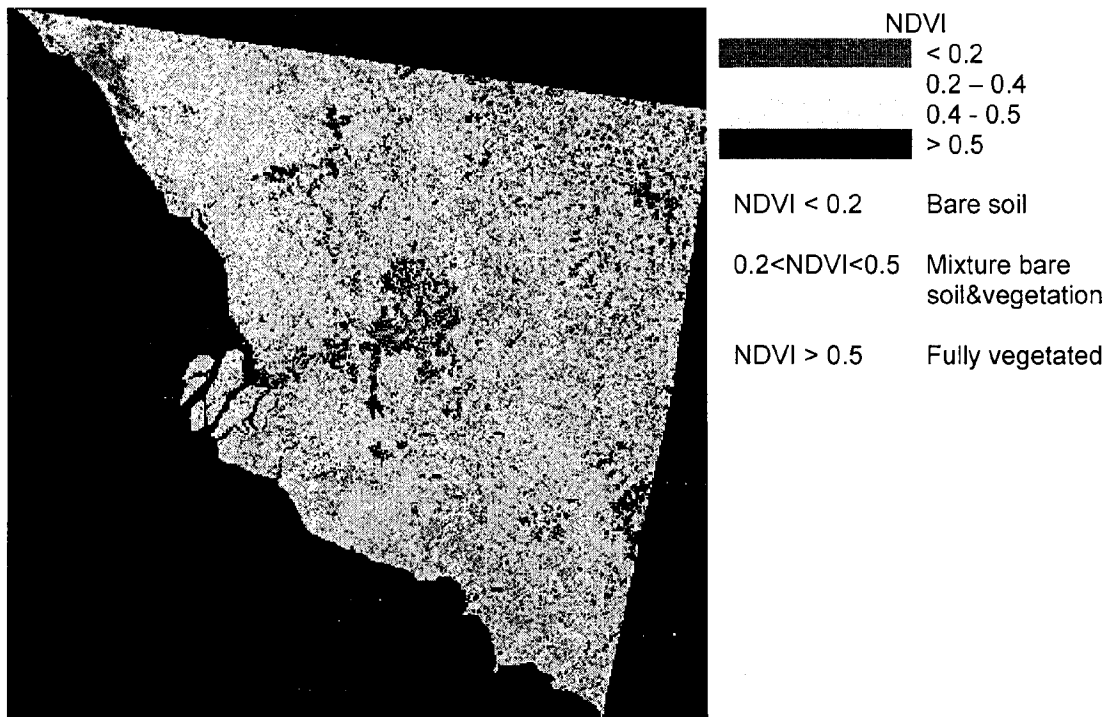 NDVI
< 0.2
0.2 – 0.4
0.4 - 0.5
> 0.5
NDVI < 0.2 Bare soil
0.2<NDVI<0.5 Mixture bare
soil&vegetation
NDVI > 0.5 Fully vegetated